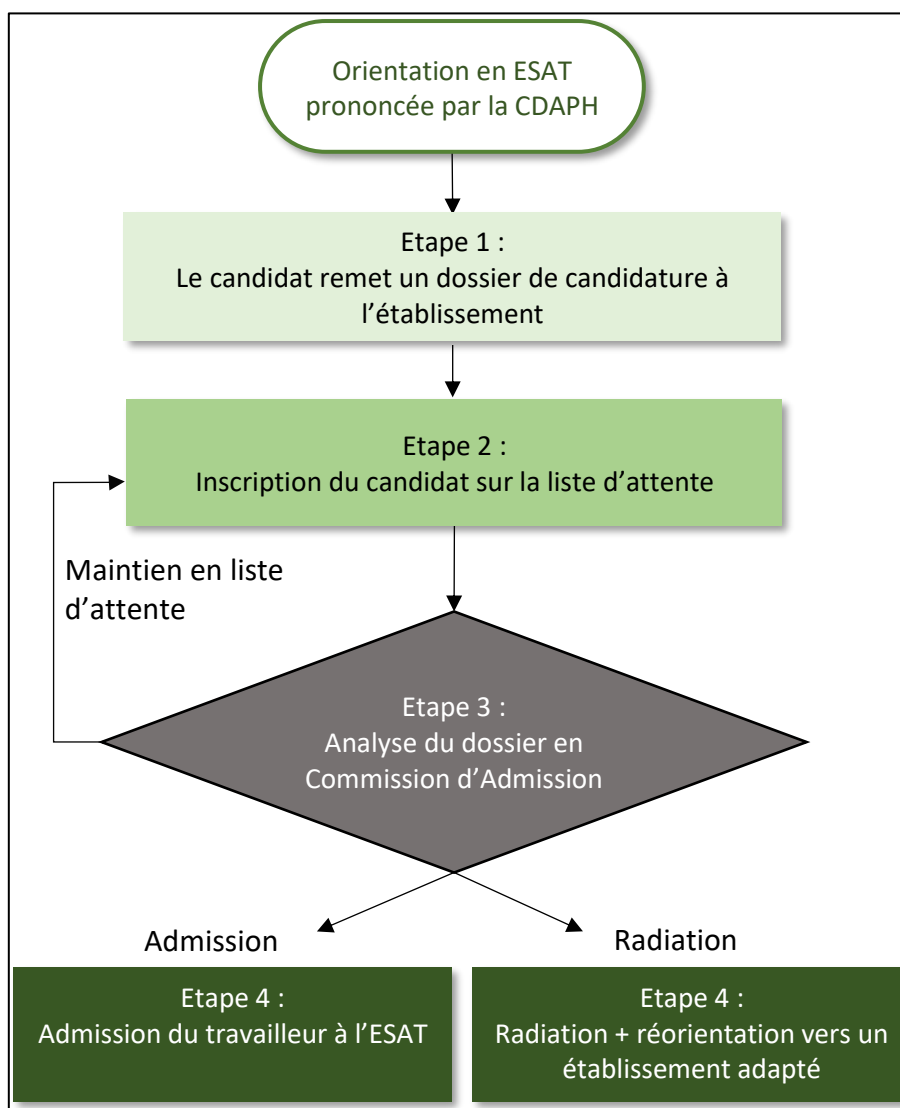 Orientation en ESAT
prononcée par la CDAPH
Etape 1 :
Le candidat remet un dossier de candidature à
l’établissement
Etape 2 :
Inscription du candidat sur la liste d’attente
Maintien en liste
d’attente
Etape 3 :
Analyse du dossier en
Commission d’Admission
Admission
Radiation
Etape 4 :
Admission du travailleur à l’ESAT
Etape 4 :
Radiation + réorientation vers un
établissement adapté